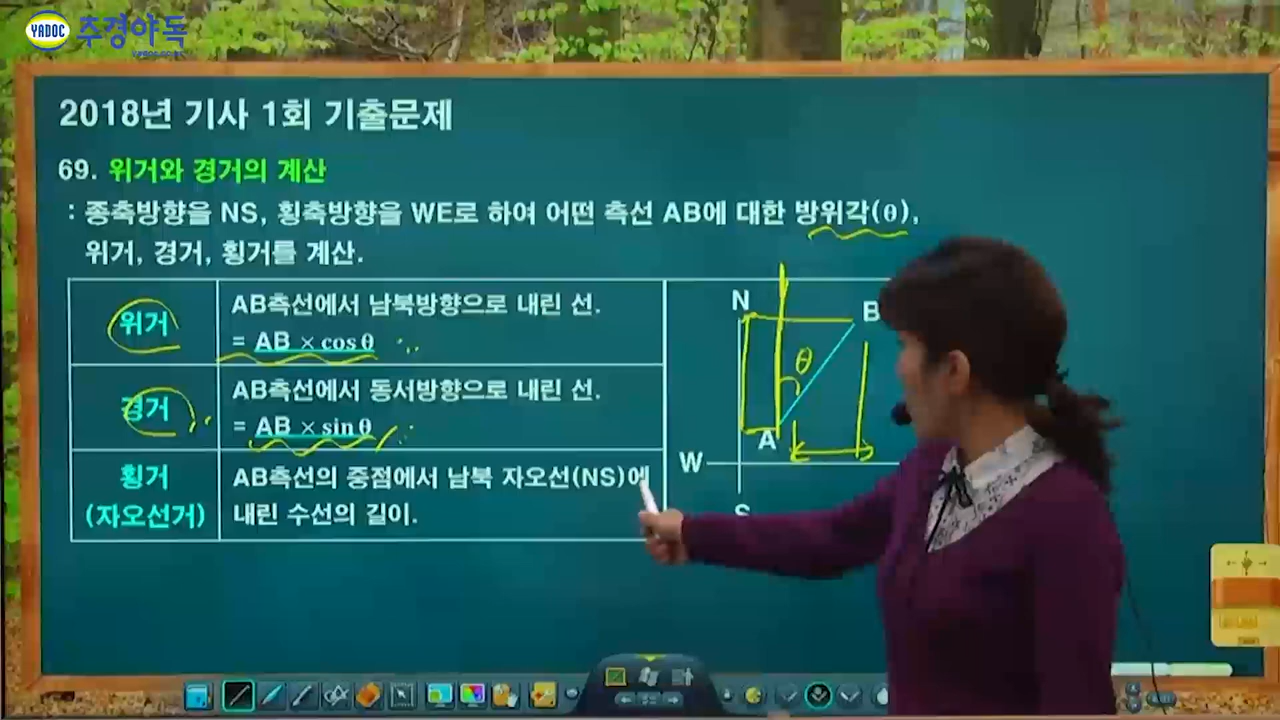 YADOC 추경야독
2018년 기사 1회 기출문제
69. 위거와 경거의 계산
: 종축방향을 NS, 횡축방향을 WE로 하여 어떤 측선 AB에 대한 방위각(θ),
위거, 경거, 횡거를 계산.
위거
AB측선에서 남북방향으로 내린 선.
= AB × cos θ
경거
AB측선에서 동서방향으로 내린 선.
= AB × sin θ
횡거
(자오선거)
AB측선의 중점에서 남북 자오선(NS)에
내린 수선의 길이.
N
B
θ
A
W
S